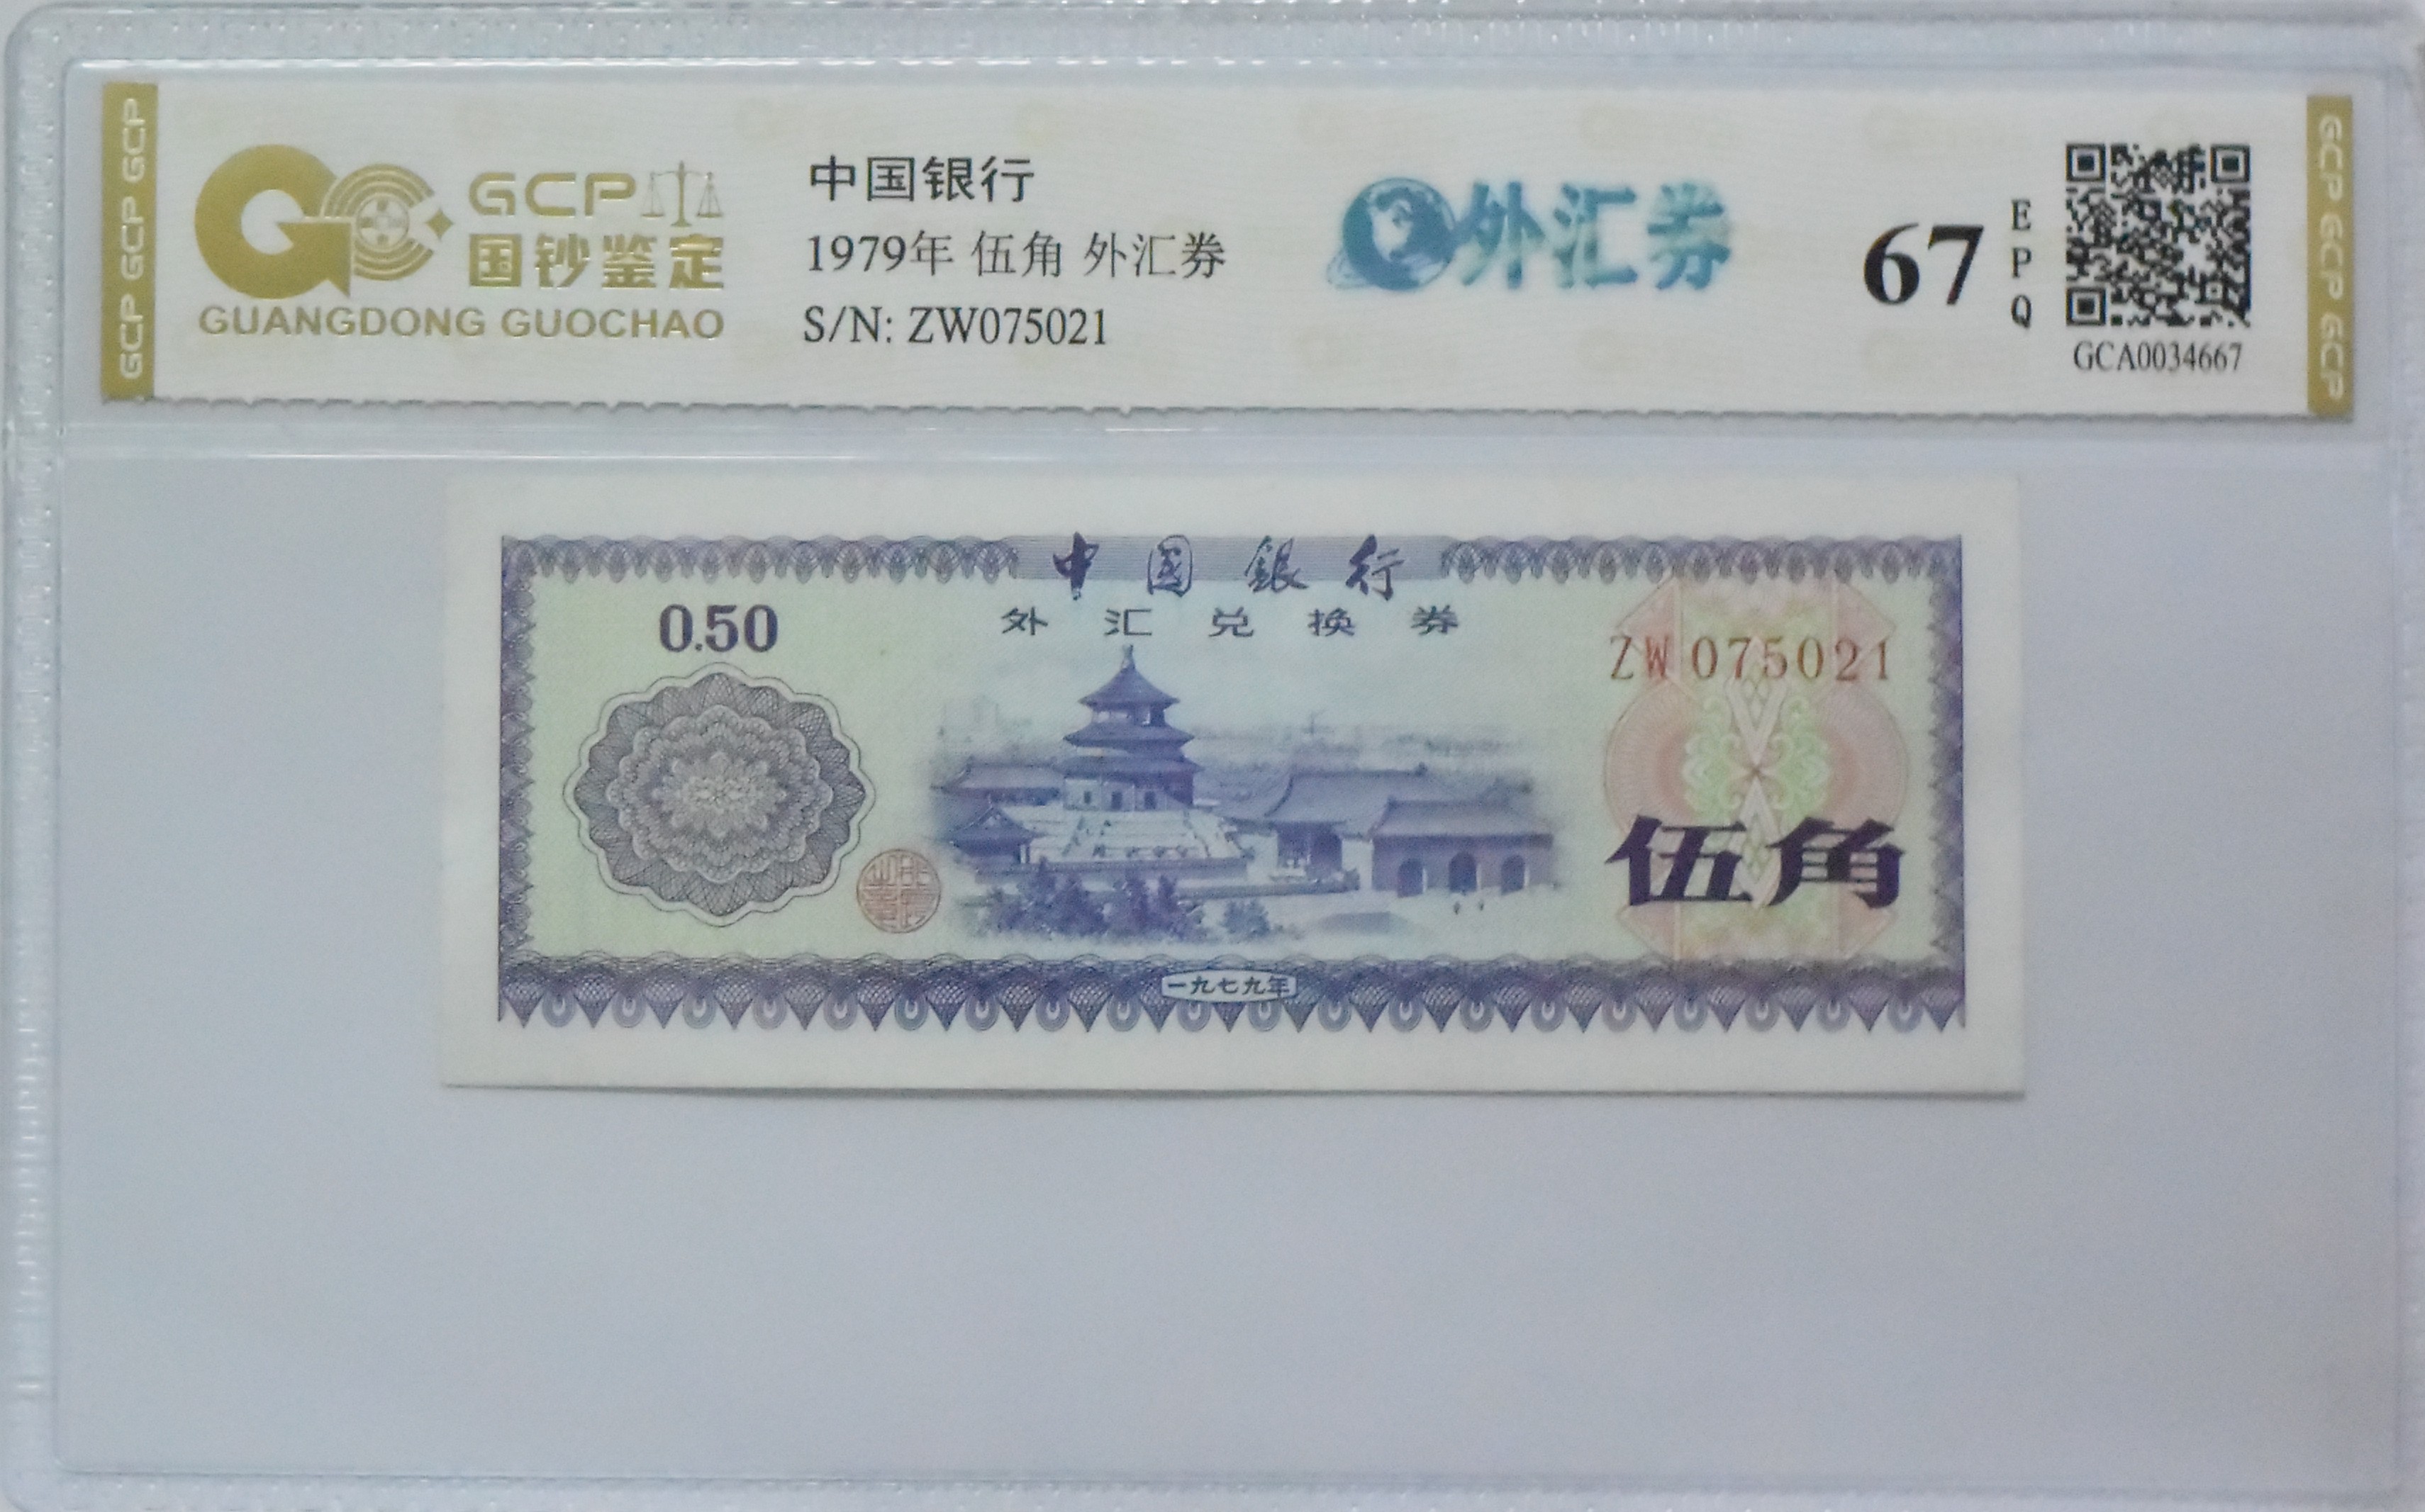 GCP GCP GCP
GCP
国钞鉴定
GUANGDONG GUOCHAO
中国银行
1979年 伍角 外汇券
S/N: ZW075021
外汇券
67
EPQ
GCA0034667
GCP GCP GCP
中国銀行
外汇兑换券
0.50
ZW 075021
伍角
一九七九年